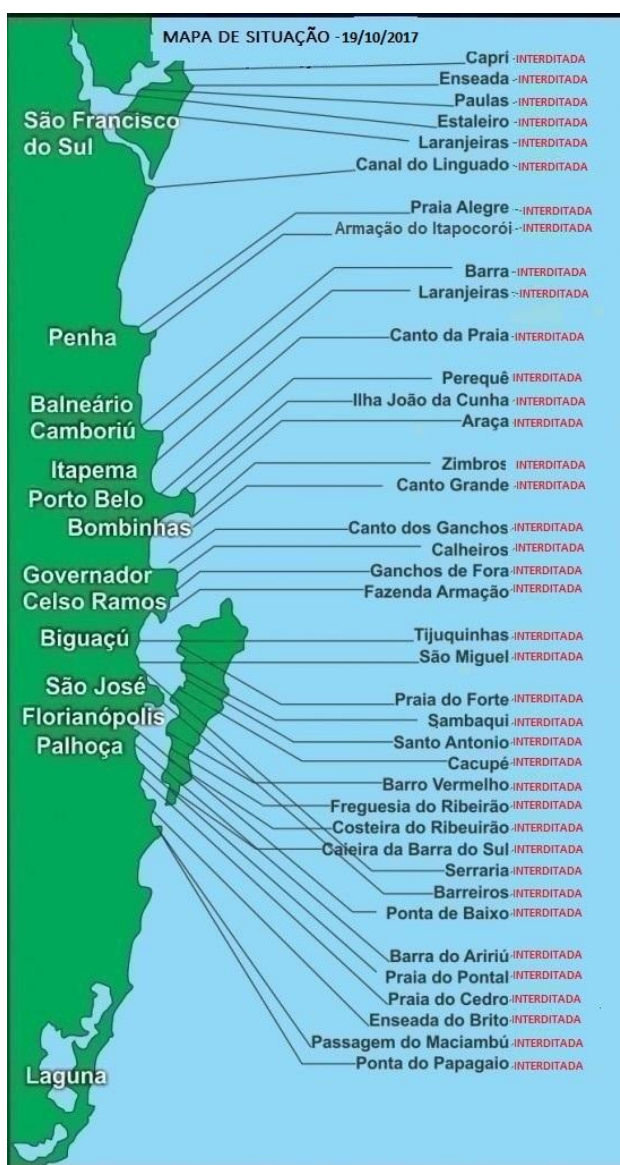 MAPA DE SITUAÇÃO -19/10/2017
Caprí -INTERDITADA
Enseada -INTERDITADA
Paulas -INTERDITADA
Estaleiro -INTERDITADA
Laranjeiras -INTERDITADA
Canal do Linguado -INTERDITADA
São Francisco
do Sul
Praia Alegre -INTERDITADA
Armação do Itapocorói -INTERDITADA
Barra -INTERDITADA
Laranjeiras -INTERDITADA
Penha
Canto da Praia -INTERDITADA
Perequê INTERDITADA
Ilha João da Cunha -INTERDITADA
Araça -INTERDITADA
Balneário
Camboriú
Zimbros INTERDITADA
Canto Grande -INTERDITADA
Itapema
Porto Belo
Bombinhas
Canto dos Ganchos -INTERDITADA
Calheiros -INTERDITADA
Ganchos de Fora -INTERDITADA
Fazenda Armação -INTERDITADA
Governador
Celso Ramos
Biguaçú
Tijuquinhas -INTERDITADA
São Miguel -INTERDITADA
São José
Florianópolis
Palhoça
Praia do Forte -INTERDITADA
Sambaqui -INTERDITADA
Santo Antonio -INTERDITADA
Cacupé -INTERDITADA
Barro Vermelho -INTERDITADA
Freguesia do Ribeirão -INTERDITADA
Costeira do Ribeuirão -INTERDITADA
Caieira da Barra do Sul -INTERDITADA
Serraria -INTERDITADA
Barreiros -INTERDITADA
Ponta de Baixo -INTERDITADA
Barra do Aririú -INTERDITADA
Praia do Pontal -INTERDITADA
Praia do Cedro -INTERDITADA
Enseada do Brito -INTERDITADA
Passagem do Maciambú -INTERDITADA
Ponta do Papagaio -INTERDITADA
Laguna